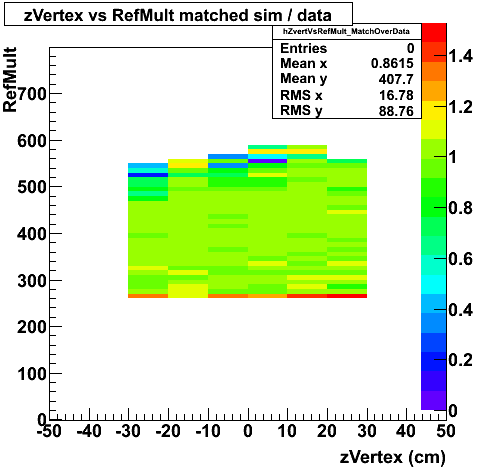 zVertex vs RefMult matched sim / data
hZvertVsRefMult_MatchOverData
Entries 0
Mean x 0.8615
Mean y 407.7
RMS x 16.78
RMS y 88.76
RefMult
700
600
500
400
300
200
100
0
-50 -40 -30 -20 -10 0 10 20 30 40 50
zVertex (cm)
1.4
1.2
1
0.8
0.6
0.4
0.2
0